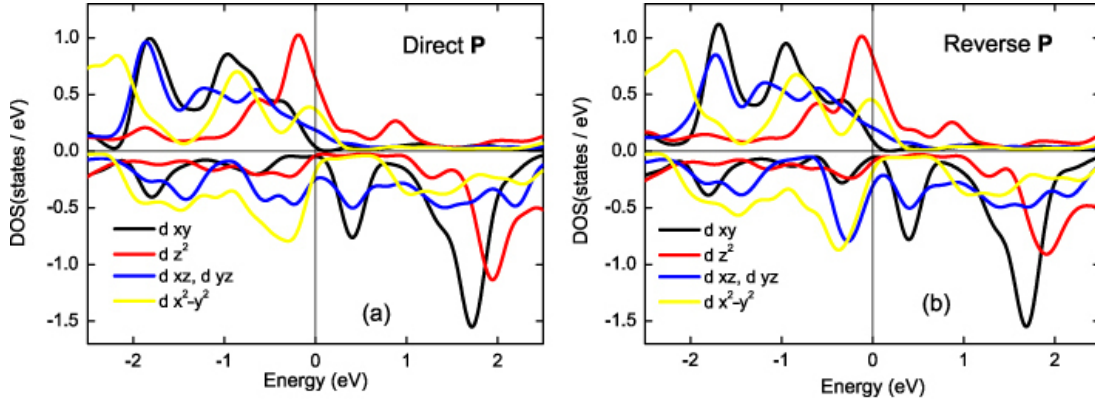 Direct P
DOS(states / eV)
1.0
0.5
0.0
-0.5
-1.0
-1.5
d xy
d z²
d xz, d yz
d x²-y²
(a)
-2
-1
0
1
2
Energy (eV)
Reverse P
DOS(states / eV)
1.0
0.5
0.0
-0.5
-1.0
-1.5
d xy
d z²
d xz, d yz
d x²-y²
(b)
-2
-1
0
1
2
Energy (eV)